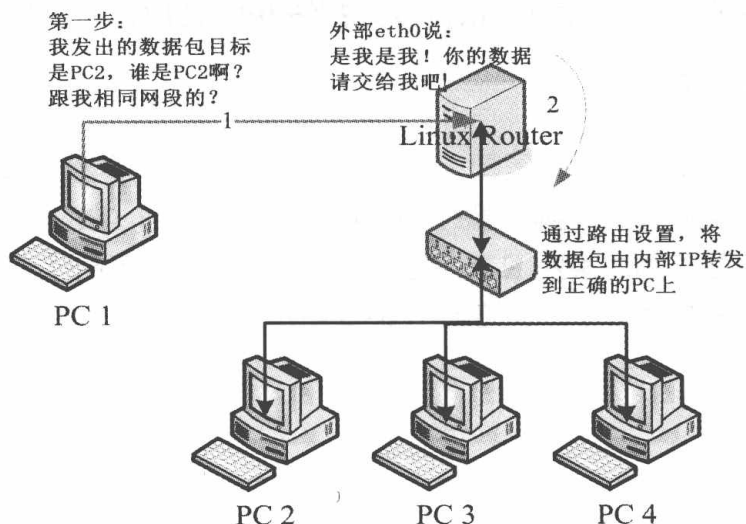 第一步:
我发出的数据包目标
是PC2，谁是PC2啊?
跟我相同网段的?
外部eth0说:
是我是我! 你的数据
请交给我吧!
1
2
Linux Router
通过路由设置，将
数据包由内部IP转发
到正确的PC上
PC 1
PC 2
PC 3
PC 4